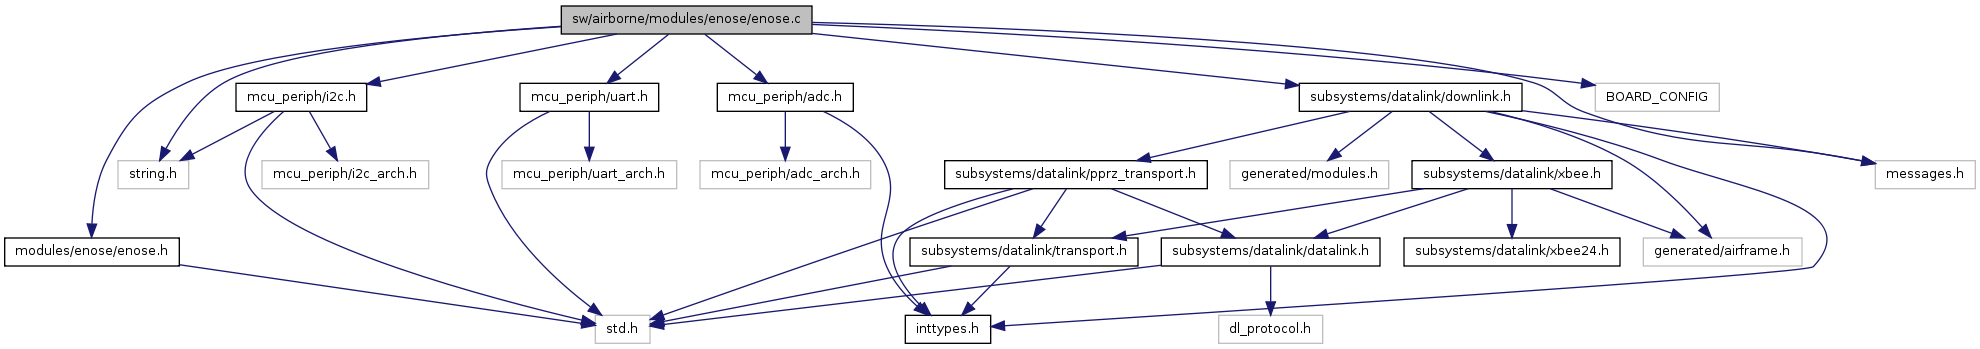 sw/airborne/modules/enose/enose.c
mcu_periph/i2c.h
mcu_periph/uart.h
mcu_periph/adc.h
subsystems/datalink/downlink.h
BOARD_CONFIG
string.h
mcu_periph/i2c_arch.h
mcu_periph/uart_arch.h
mcu_periph/adc_arch.h
subsystems/datalink/pprz_transport.h
generated/modules.h
subsystems/datalink/xbee.h
messages.h
modules/enose/enose.h
subsystems/datalink/transport.h
subsystems/datalink/datalink.h
subsystems/datalink/xbee24.h
generated/airframe.h
std.h
inttypes.h
dl_protocol.h